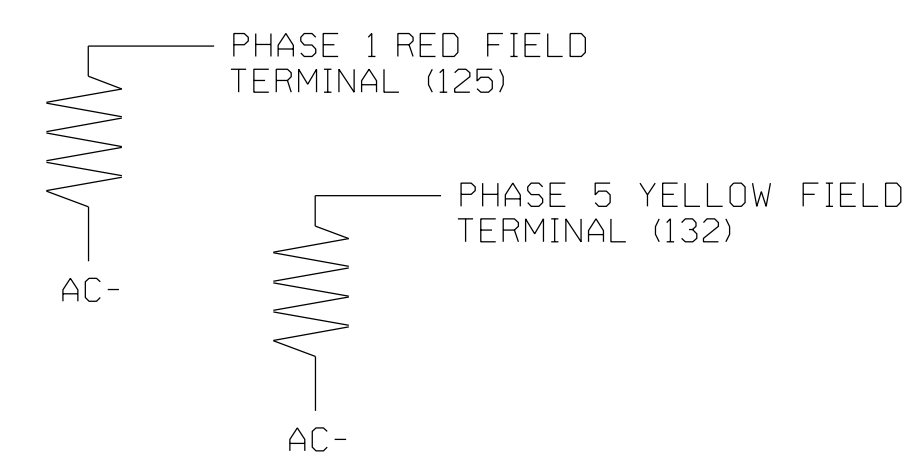 PHASE 1 RED FIELD
TERMINAL (125)
AC-
PHASE 5 YELLOW FIELD
TERMINAL (132)
AC-